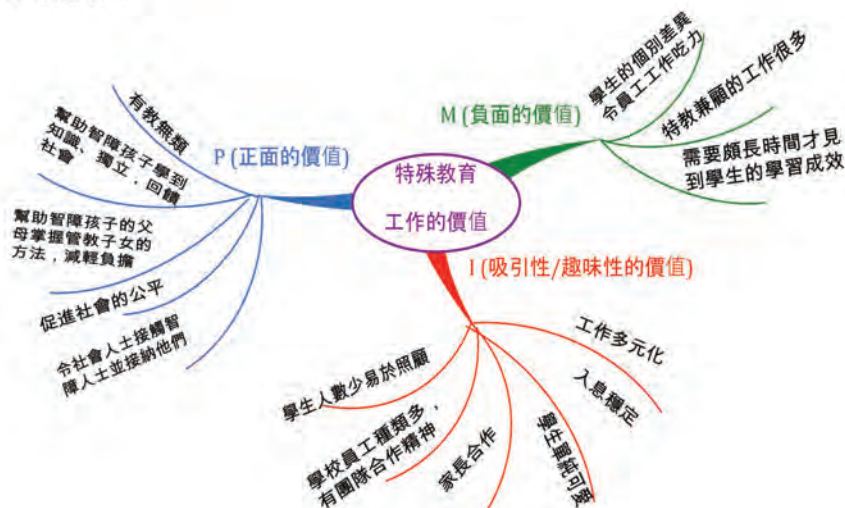 特殊教育
工作的價值
P (正面的價值)
有教無類
幫助智障孩子學到
知識，獨立，回饋
社會
幫助智障孩子的父
母掌握管教子女的
方法，減輕負擔
促進社會的公平
令社會人士接觸智
障人士並接納他們
M (負面的價值)
學生的個別差異
令員工工作吃力
特教兼顧的工作很多
需要頗長時間才見
到學生的學習成效
I (吸引性/趣味性的價值)
工作多元化
入息穩定
學生單純可愛
家長合作
學校員工種類多，
有團隊合作精神
學生人數少易於照顧